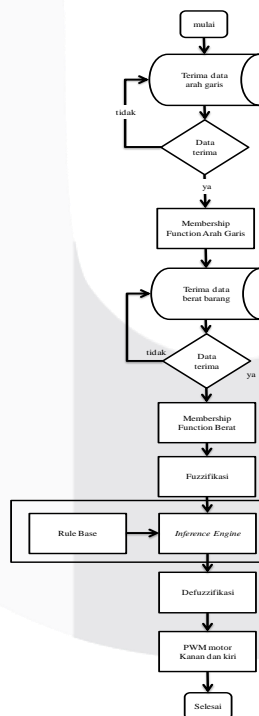 mulai
Terima data
arah garis
tidak
Data
terima
ya
Membership
Function Arah Garis
Terima data
berat barang
tidak
Data
terima
ya
Membership
Function Berat
Fuzzifikasi
Rule Base
Inference Engine
Defuzzifikasi
PWM motor
Kanan dan kiri
Selesai